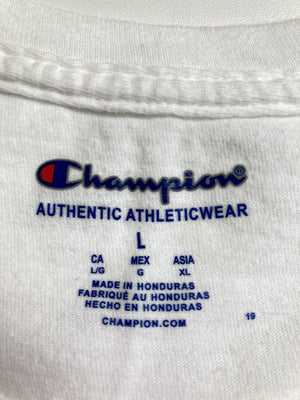 Champion®
AUTHENTIC ATHLETICWEAR
L
CA MEX ASIA
L/G G XL
MADE IN HONDURAS
FABRIQUÉ AU HONDURAS
HECHO EN HONDURAS
CHAMPION.COM
19